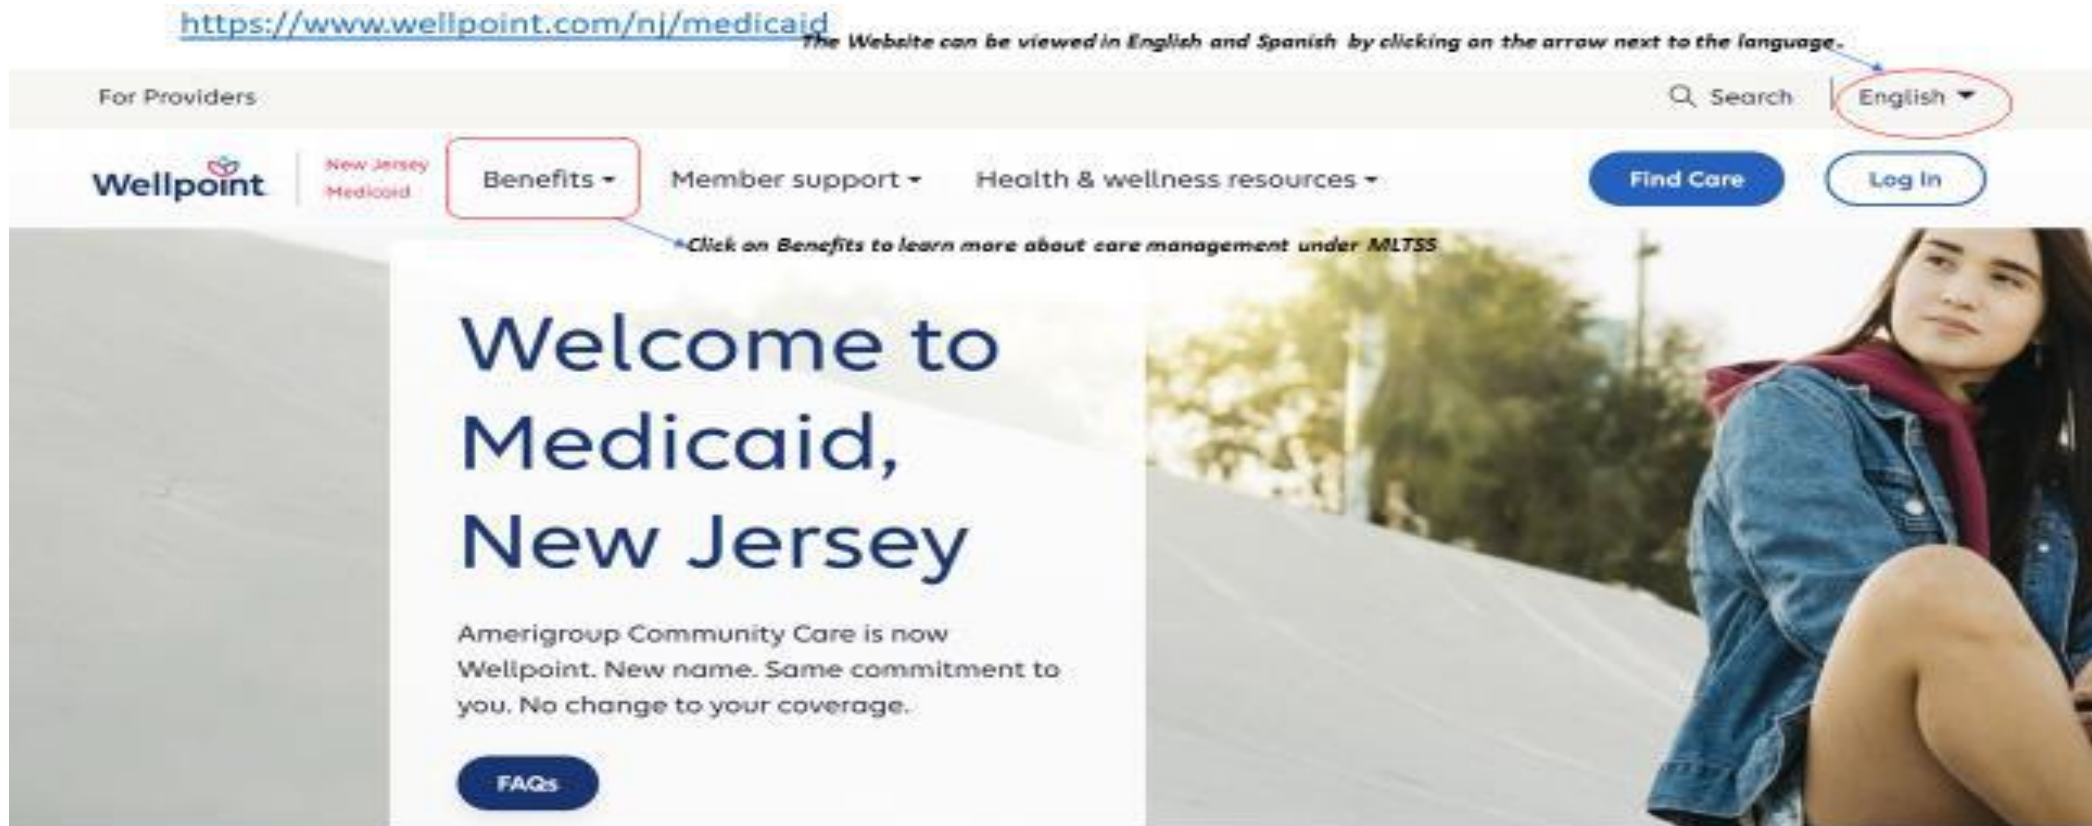 https://www.wellpoint.com/nj/medicaid
The Website can be viewed in English and Spanish by clicking on the arrow next to the language.
For Providers
Search
English
Wellpoint
New Jersey
Medicaid
Benefits
Member support
Health & wellness resources
Find Care
Log In
Click on Benefits to learn more about care management under MLTSS
Welcome to
Medicaid,
New Jersey
Amerigroup Community Care is now
Wellpoint. New name. Same commitment to
you. No change to your coverage.
FAQs